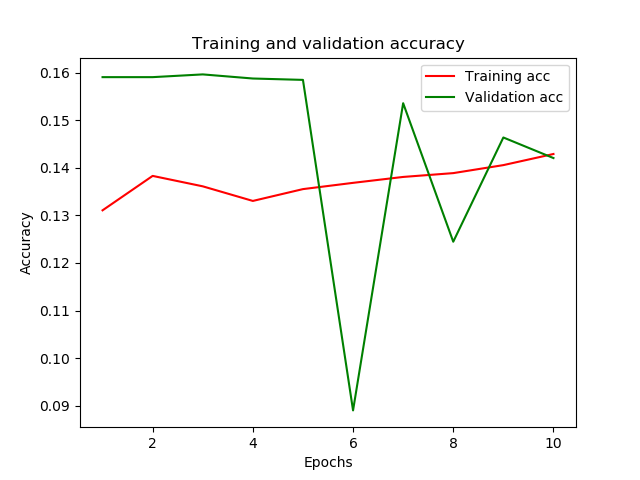 Training and validation accuracy
Training acc
Validation acc
0.16
0.15
0.14
0.13
0.12
0.11
0.10
0.09
Accuracy
2 4 6 8 10
Epochs